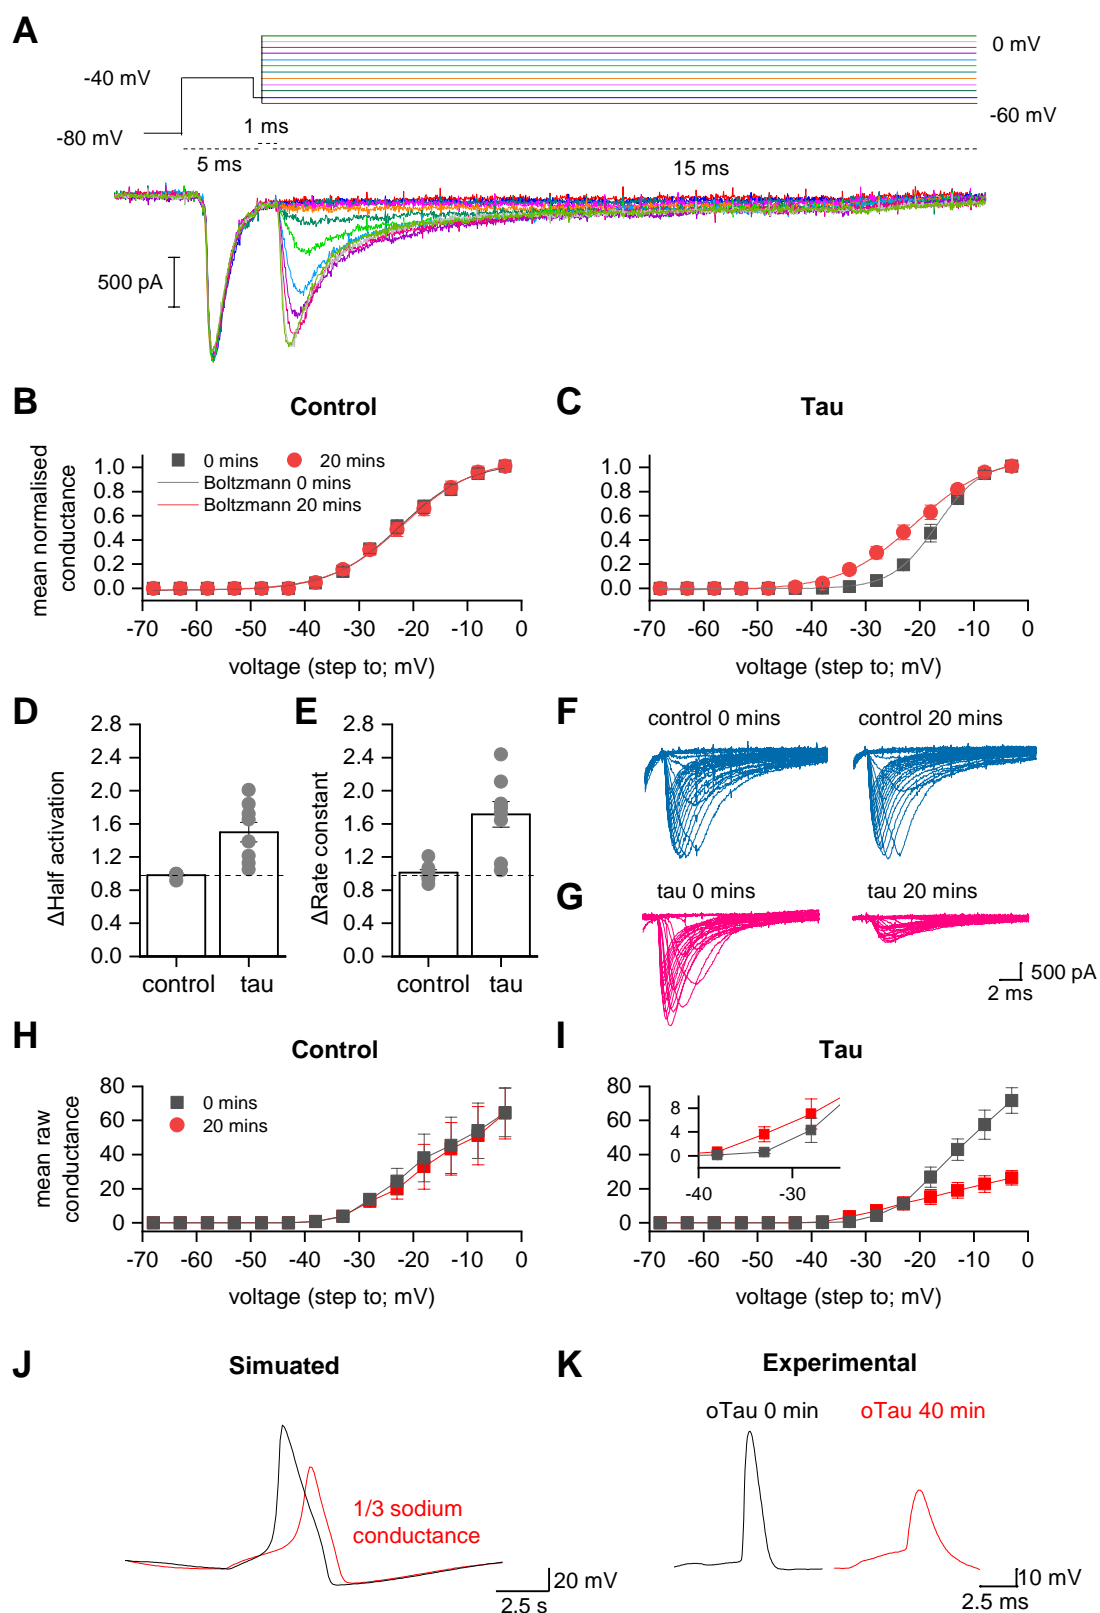 A
0 mV
-40 mV
-60 mV
1 ms
-80 mV
5 ms
15 ms
500 pA
B
Control
C
Tau
mean normalised
conductance
1.0
0.8
0.6
0.4
0.2
0.0
0 mins
20 mins
Boltzmann 0 mins
Boltzmann 20 mins
-70
-60
-50
-40
-30
-20
-10
0
voltage (step to; mV)
1.0
0.8
0.6
0.4
0.2
0.0
-70
-60
-50
-40
-30
-20
-10
0
voltage (step to; mV)
D
ΔHalf activation
2.8
2.4
2.0
1.6
1.2
0.8
0.4
0.0
control
tau
E
ΔRate constant
2.8
2.4
2.0
1.6
1.2
0.8
0.4
0.0
control
tau
F
control 0 mins
control 20 mins
G
tau 0 mins
tau 20 mins
500 pA
2 ms
H
Control
mean raw
conductance
80
60
40
20
0
0 mins
20 mins
-70
-60
-50
-40
-30
-20
-10
0
voltage (step to; mV)
I
Tau
80
60
40
20
0
8
4
0
-40
-30
-70
-60
-50
-40
-30
-20
-10
0
voltage (step to; mV)
J
Simuated
1/3 sodium
conductance
20 mV
2.5 s
K
Experimental
oTau 0 min
oTau 40 min
10 mV
2.5 ms